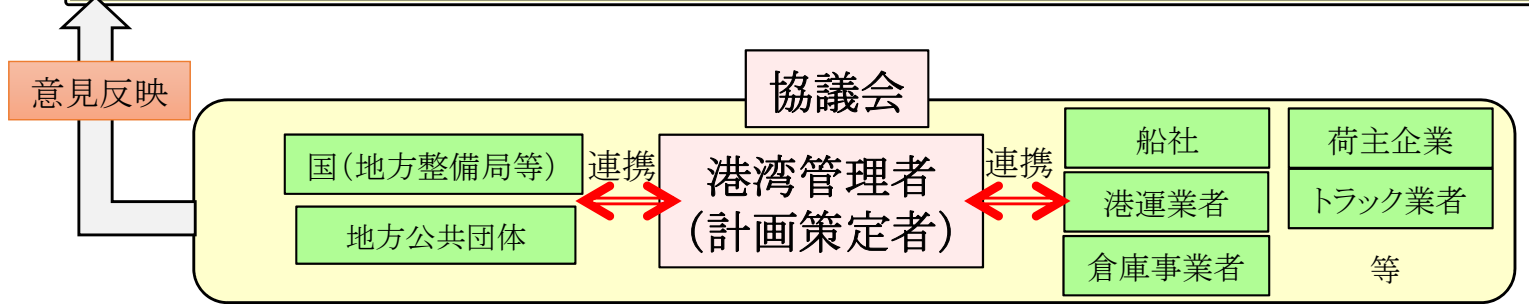 意見反映
協議会
国(地方整備局等)
地方公共団体
連携
港湾管理者
(計画策定者)
連携
船社
荷主企業
港運業者
トラック業者
倉庫事業者
等